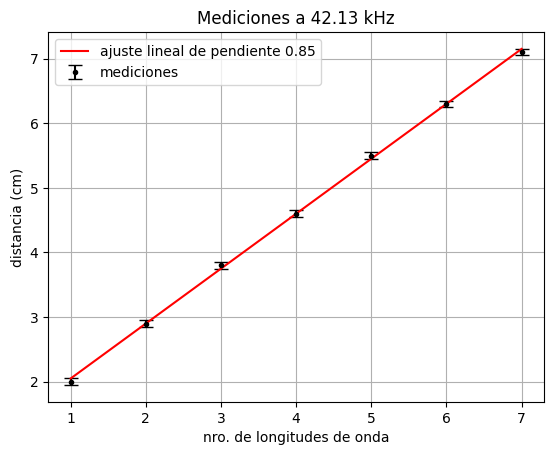 Mediciones a 42.13 kHz
ajuste lineal de pendiente 0.85
mediciones
7
6
5
4
3
2
distancia (cm)
1 2 3 4 5 6 7
nro. de longitudes de onda